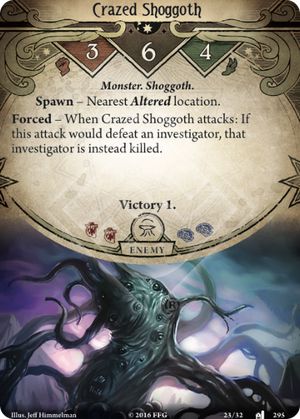 Crazed Shoggoth
3 6 4
Monster. Shoggoth.
Spawn – Nearest Altered location.
Forced – When Crazed Shoggoth attacks: If
this attack would defeat an investigator, that
investigator is instead killed.
Victory 1.
ENEMY
Illus. Jeff Himmelman
© 2016 FFG
23/32
295